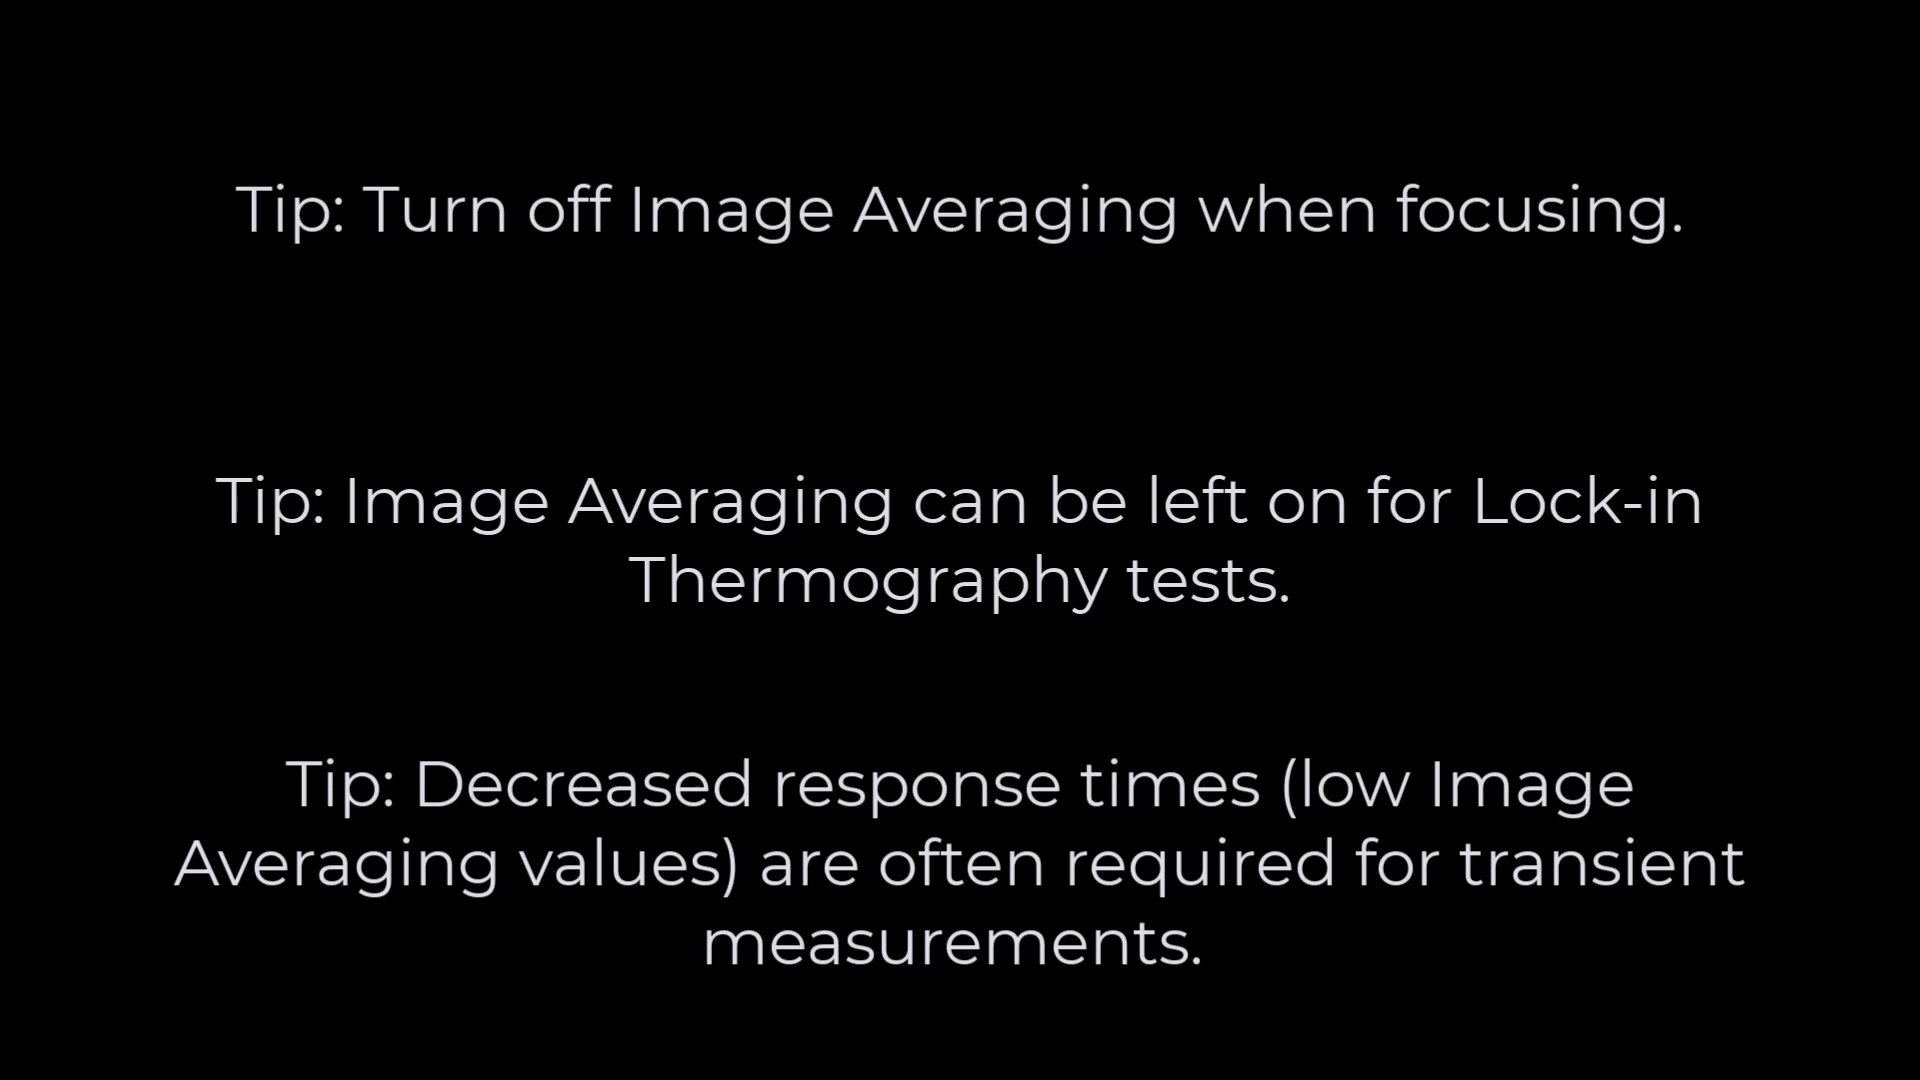 Tip: Turn off Image Averaging when focusing.
Tip: Image Averaging can be left on for Lock-in
Thermography tests.
Tip: Decreased response times (low Image
Averaging values) are often required for transient
measurements.